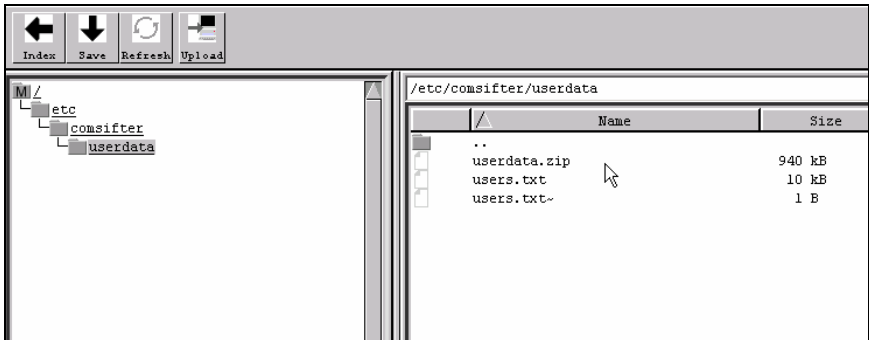 Index Save Refresh Upload
M /
etc
comsifter
userdata
/etc/comsifter/userdata
Name Size
..
userdata.zip 940 kB
users.txt 10 kB
users.txt~ 1 B